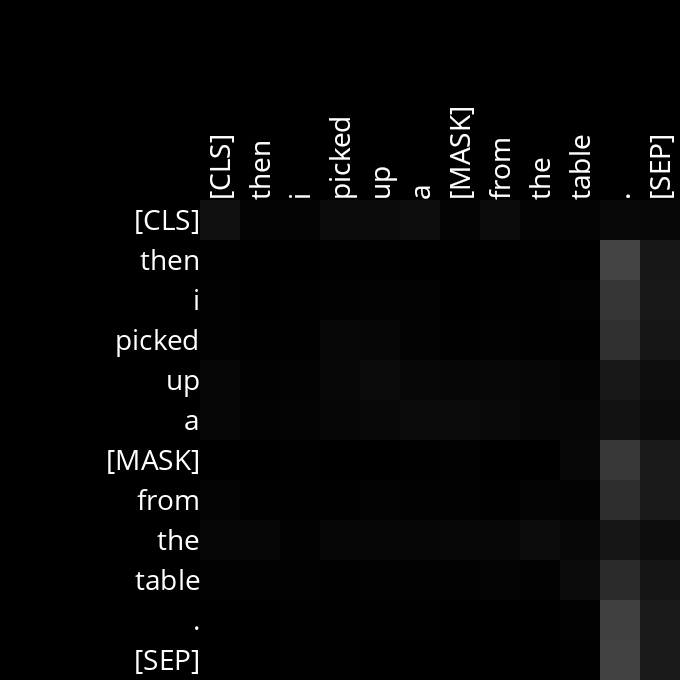 [CLS] then i picked up a [MASK] from the table . [SEP]
[CLS]
then
i
picked
up
a
[MASK]
from
the
table
.
[SEP]